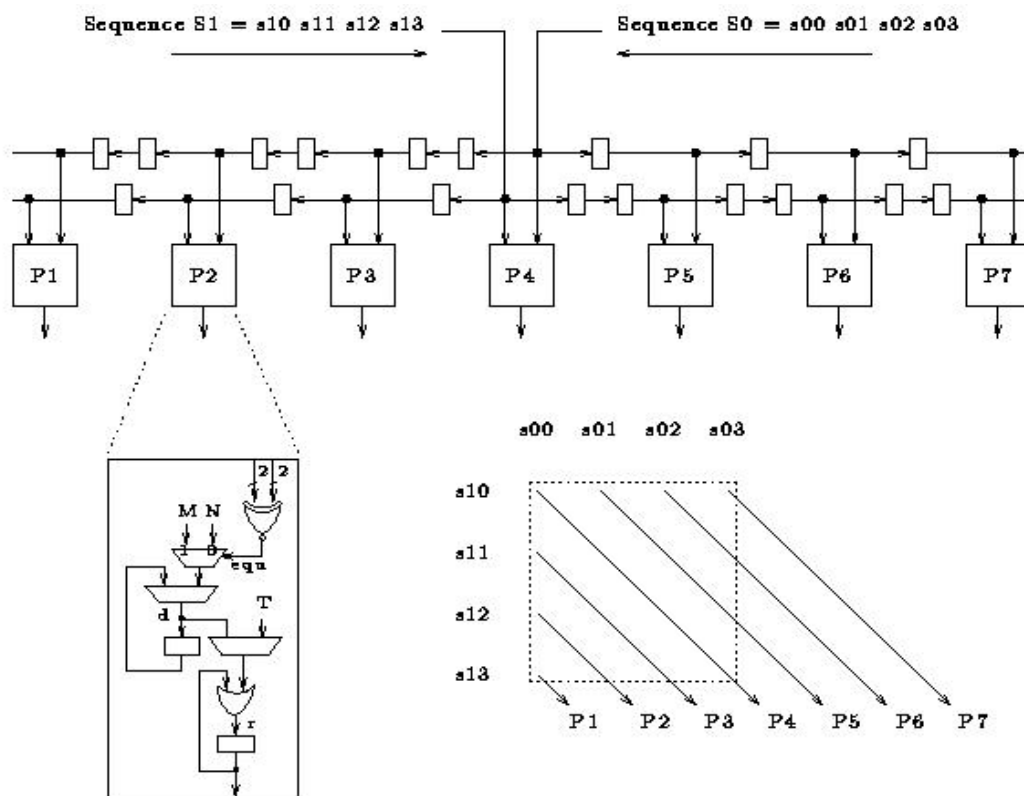 Sequence S1 = s10 s11 s12 s13
Sequence S0 = s00 s01 s02 s03
P1 P2 P3 P4 P5 P6 P7
s00 s01 s02 s03
2 2
s10
M N
1 0
s11
equ
T
s12
d
s13
r
P1 P2 P3 P4 P5 P6 P7